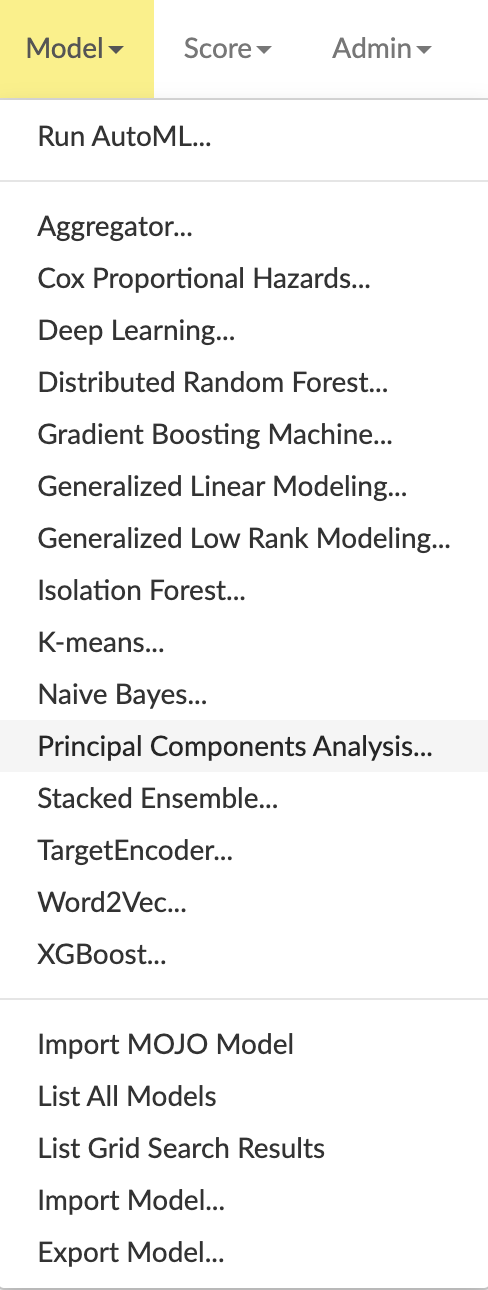 Model Score Admin
Run AutoML...
Aggregator...
Cox Proportional Hazards...
Deep Learning...
Distributed Random Forest...
Gradient Boosting Machine...
Generalized Linear Modeling...
Generalized Low Rank Modeling...
Isolation Forest...
K-means...
Naive Bayes...
Principal Components Analysis...
Stacked Ensemble...
TargetEncoder...
Word2Vec...
XGBoost...
Import MOJO Model
List All Models
List Grid Search Results
Import Model...
Export Model...